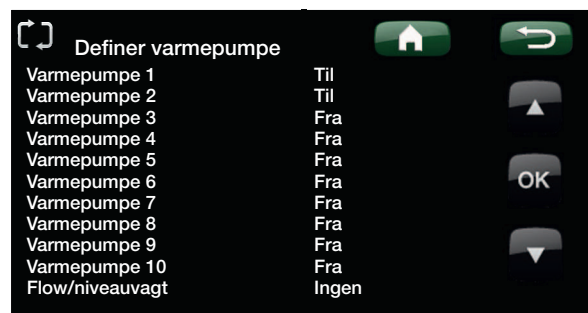 Definer varmepumpe
Varmepumpe 1 Til
Varmepumpe 2 Til
Varmepumpe 3 Fra
Varmepumpe 4 Fra
Varmepumpe 5 Fra
Varmepumpe 6 Fra
Varmepumpe 7 Fra
Varmepumpe 8 Fra
Varmepumpe 9 Fra
Varmepumpe 10 Fra
Flow/niveauvagt Ingen
OK